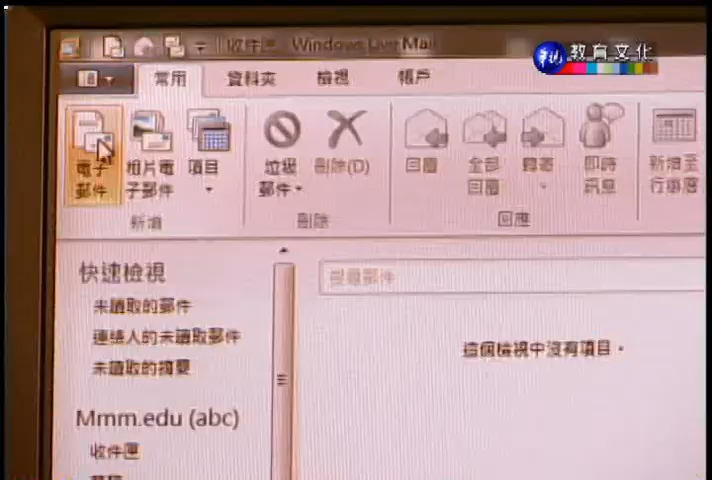 收件匣 - Windows Live Mail
華視 教育文化
常用 資料夾 檢視 帳戶
電子郵件 相片電子郵件 項目 垃圾郵件 刪除(D) 回覆 全部回覆 轉寄 即時訊息 新增至行事曆
新增 刪除 回應
快速檢視
搜尋郵件
未讀取的郵件
連絡人的未讀取郵件
這個檢視中沒有項目。
未讀取的摘要
Mmm.edu (abc)
收件匣